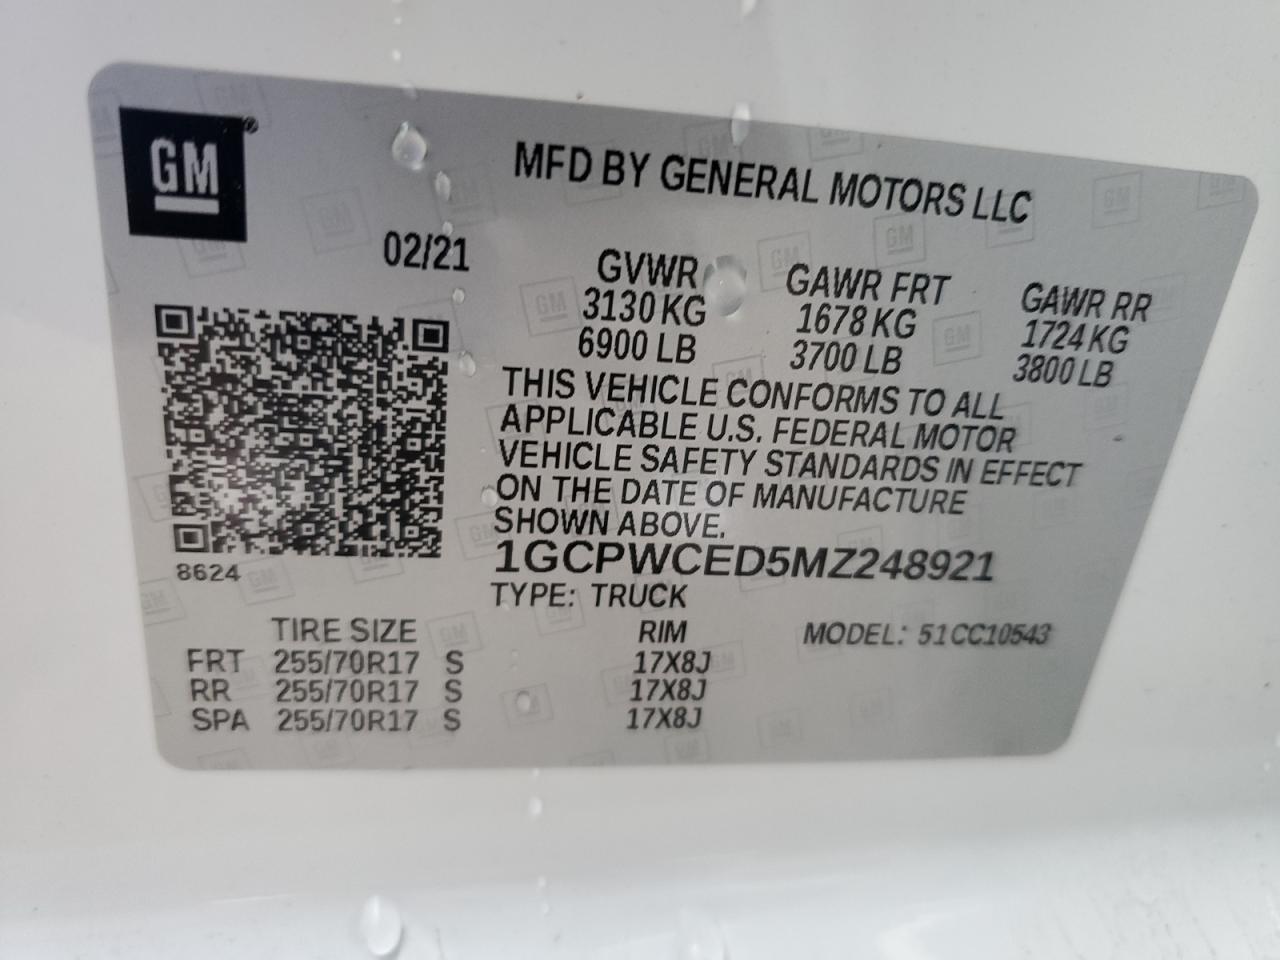 GM
MFD BY GENERAL MOTORS LLC
02/21
GVWR GAWR FRT GAWR RR
3130 KG 1678 KG 1724 KG
6900 LB 3700 LB 3800 LB
THIS VEHICLE CONFORMS TO ALL
APPLICABLE U.S. FEDERAL MOTOR
VEHICLE SAFETY STANDARDS IN EFFECT
ON THE DATE OF MANUFACTURE
SHOWN ABOVE.
1GCPWCED5MZ248921
8624
TYPE: TRUCK
TIRE SIZE RIM MODEL: 51CC10543
FRT 255/70R17 S 17X8J
RR 255/70R17 S 17X8J
SPA 255/70R17 S 17X8J